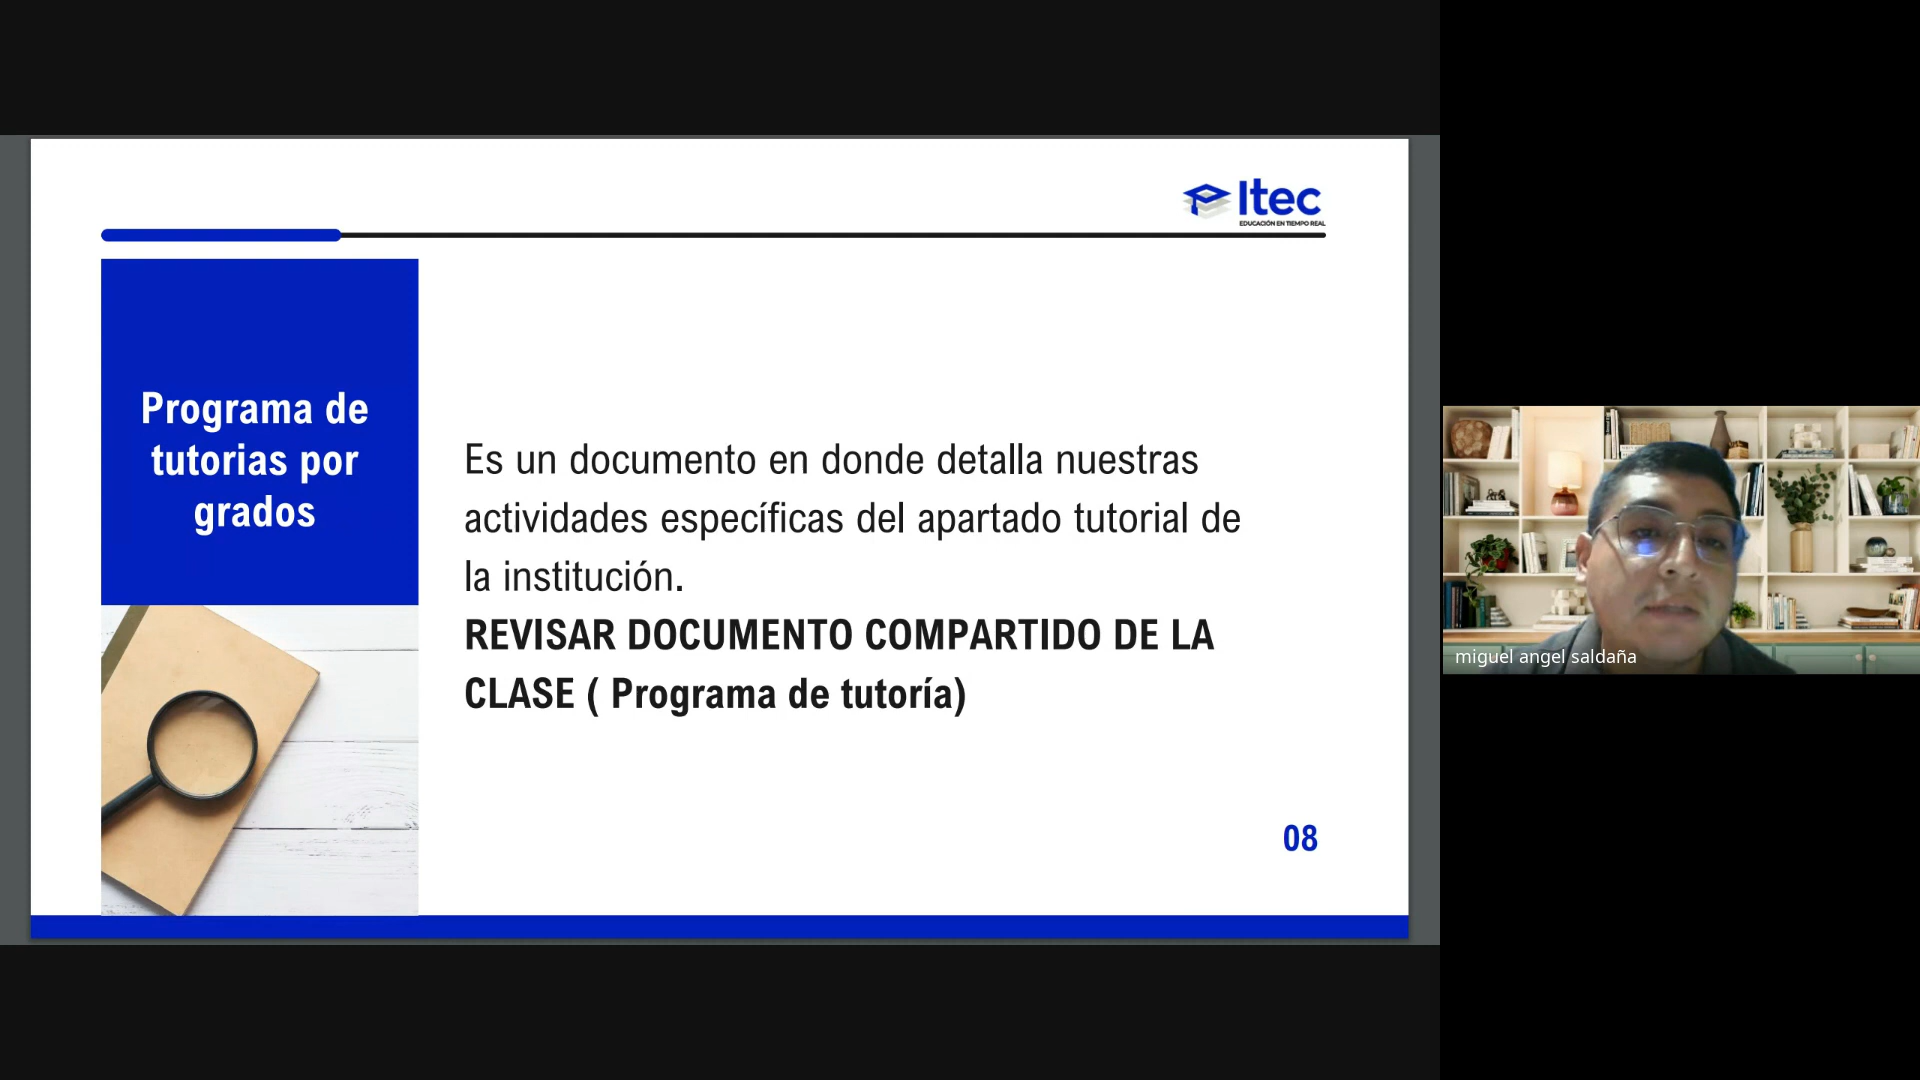 Itec
EDUCACIÓN EN TIEMPO REAL
Programa de
tutorias por
grados
Es un documento en donde detalla nuestras
actividades específicas del apartado tutorial de
la institución.
REVISAR DOCUMENTO COMPARTIDO DE LA
CLASE ( Programa de tutoría)
08
miguel angel saldaña